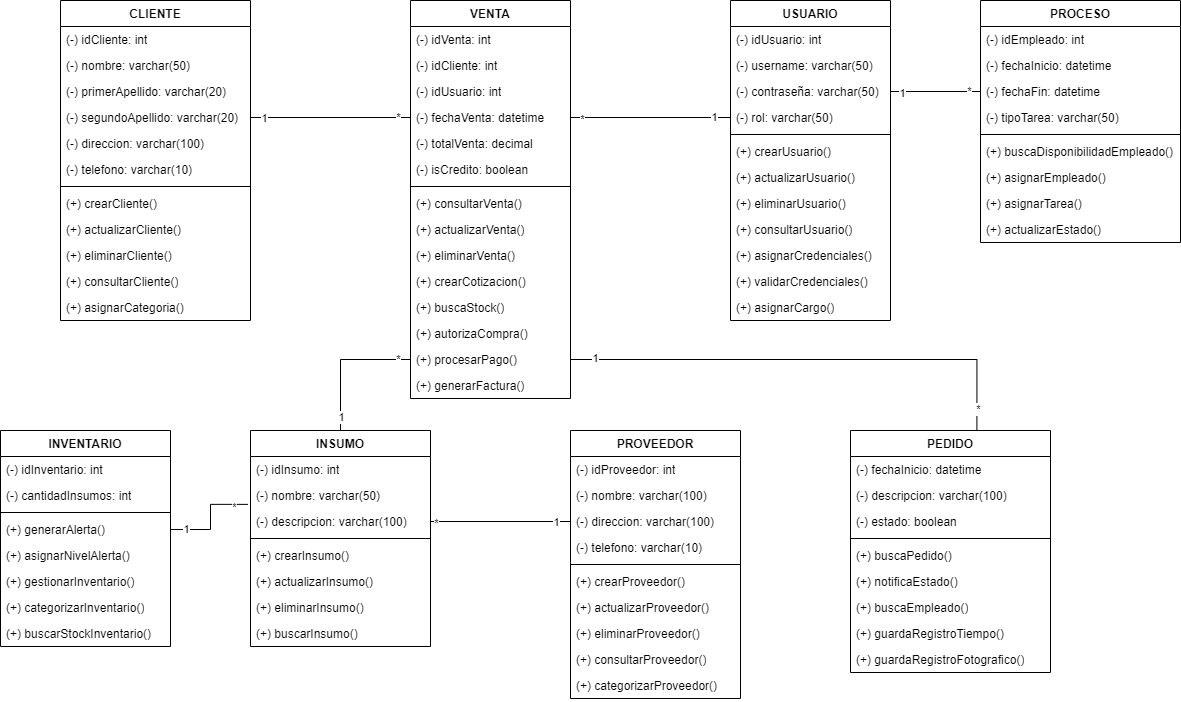 CLIENTE
(-) idCliente: int
(-) nombre: varchar(50)
(-) primerApellido: varchar(20)
(-) segundoApellido: varchar(20)
(-) direccion: varchar(100)
(-) telefono: varchar(10)
(+) crearCliente()
(+) actualizarCliente()
(+) eliminarCliente()
(+) consultarCliente()
(+) asignarCategoria()
1
*
VENTA
(-) idVenta: int
(-) idCliente: int
(-) idUsuario: int
(-) fechaVenta: datetime
(-) totalVenta: decimal
(-) isCredito: boolean
(+) consultarVenta()
(+) actualizarVenta()
(+) eliminarVenta()
(+) crearCotizacion()
(+) buscaStock()
(+) autorizaCompra()
(+) procesarPago()
(+) generarFactura()
*
1
USUARIO
(-) idUsuario: int
(-) username: varchar(50)
(-) contraseña: varchar(50)
(-) rol: varchar(50)
(+) crearUsuario()
(+) actualizarUsuario()
(+) eliminarUsuario()
(+) consultarUsuario()
(+) asignarCredenciales()
(+) validarCredenciales()
(+) asignarCargo()
1
*
PROCESO
(-) idEmpleado: int
(-) fechaInicio: datetime
(-) fechaFin: datetime
(-) tipoTarea: varchar(50)
(+) buscaDisponibilidadEmpleado()
(+) asignarEmpleado()
(+) asignarTarea()
(+) actualizarEstado()
*
1
1
*
INVENTARIO
(-) idInventario: int
(-) cantidadInsumos: int
(+) generarAlerta()
(+) asignarNivelAlerta()
(+) gestionarInventario()
(+) categorizarInventario()
(+) buscarStockInventario()
1
*
INSUMO
(-) idInsumo: int
(-) nombre: varchar(50)
(-) descripcion: varchar(100)
(+) crearInsumo()
(+) actualizarInsumo()
(+) eliminarInsumo()
(+) buscarInsumo()
*
1
PROVEEDOR
(-) idProveedor: int
(-) nombre: varchar(100)
(-) direccion: varchar(100)
(-) telefono: varchar(10)
(+) crearProveedor()
(+) actualizarProveedor()
(+) eliminarProveedor()
(+) consultarProveedor()
(+) categorizarProveedor()
PEDIDO
(-) fechaInicio: datetime
(-) descripcion: varchar(100)
(-) estado: boolean
(+) buscaPedido()
(+) notificaEstado()
(+) buscaEmpleado()
(+) guardaRegistroTiempo()
(+) guardaRegistroFotografico()